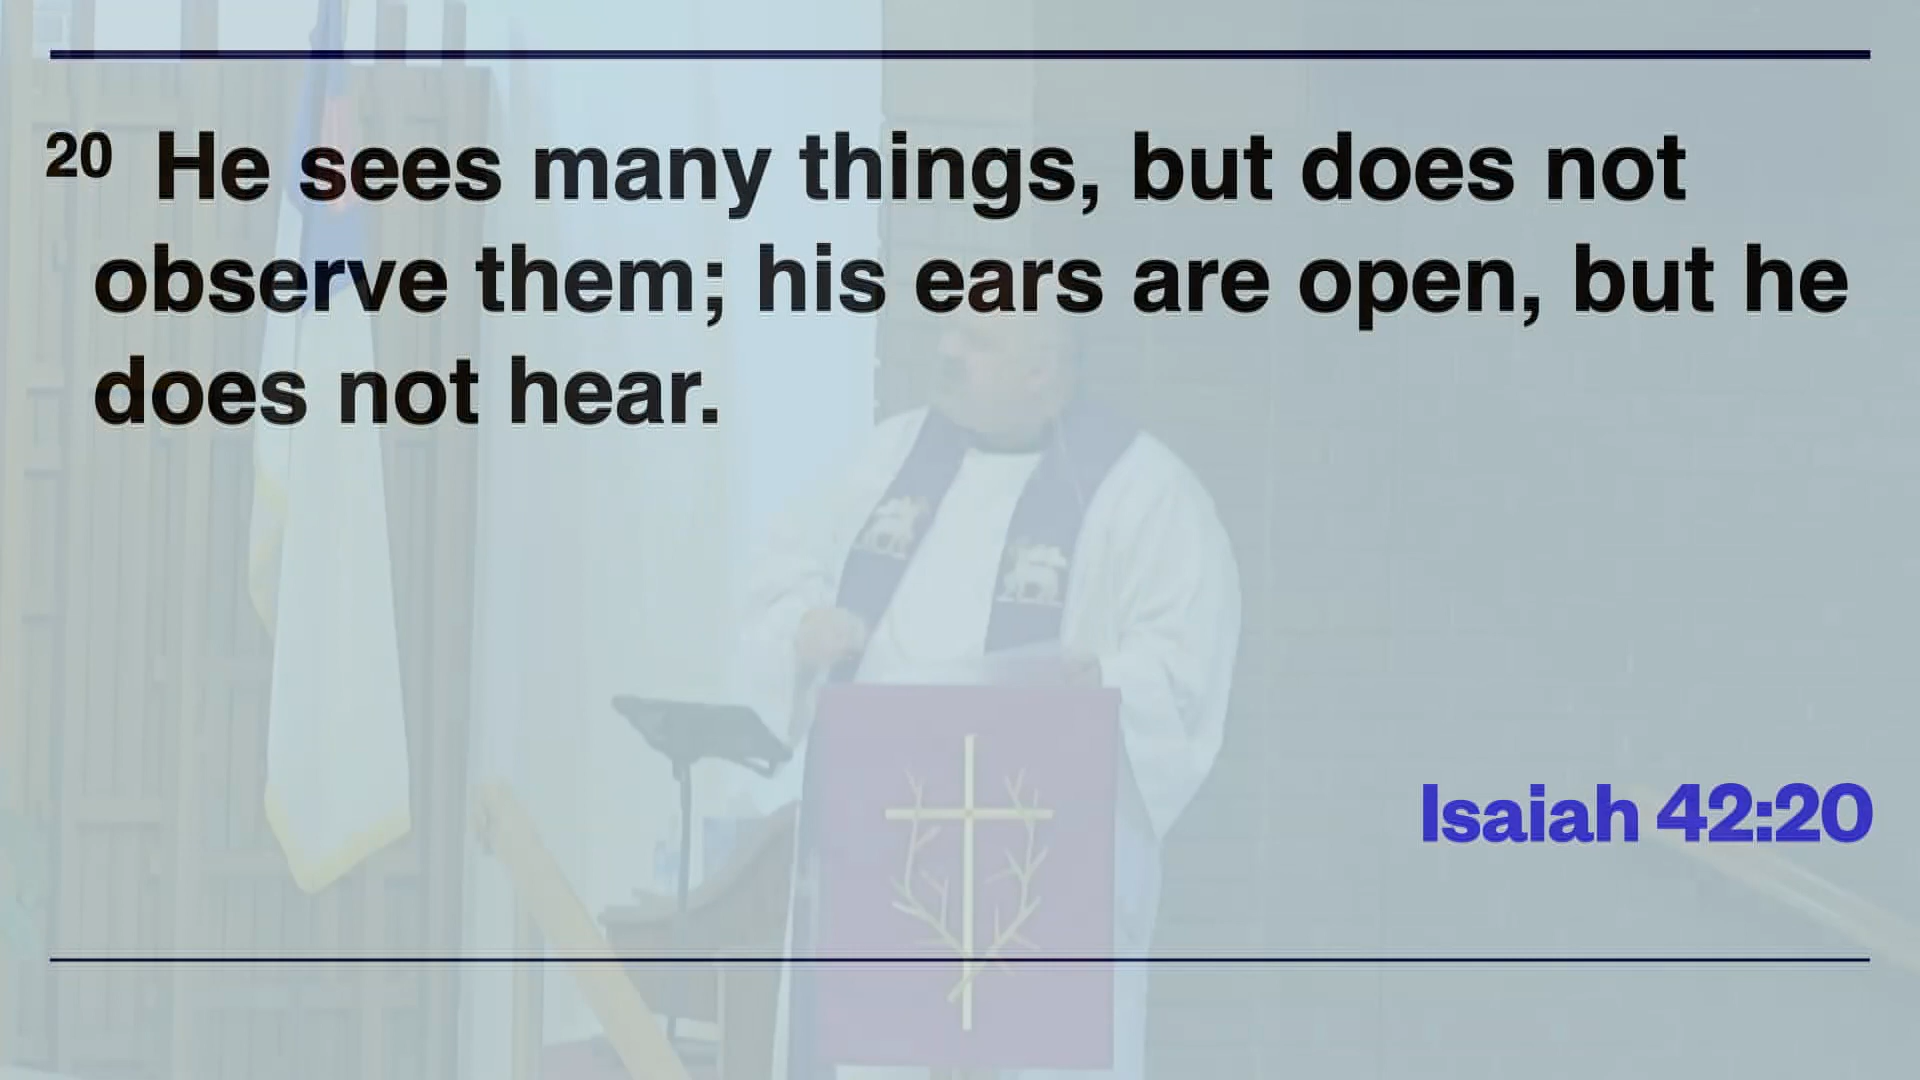 20 He sees many things, but does not
observe them; his ears are open, but he
does not hear.
Isaiah 42:20